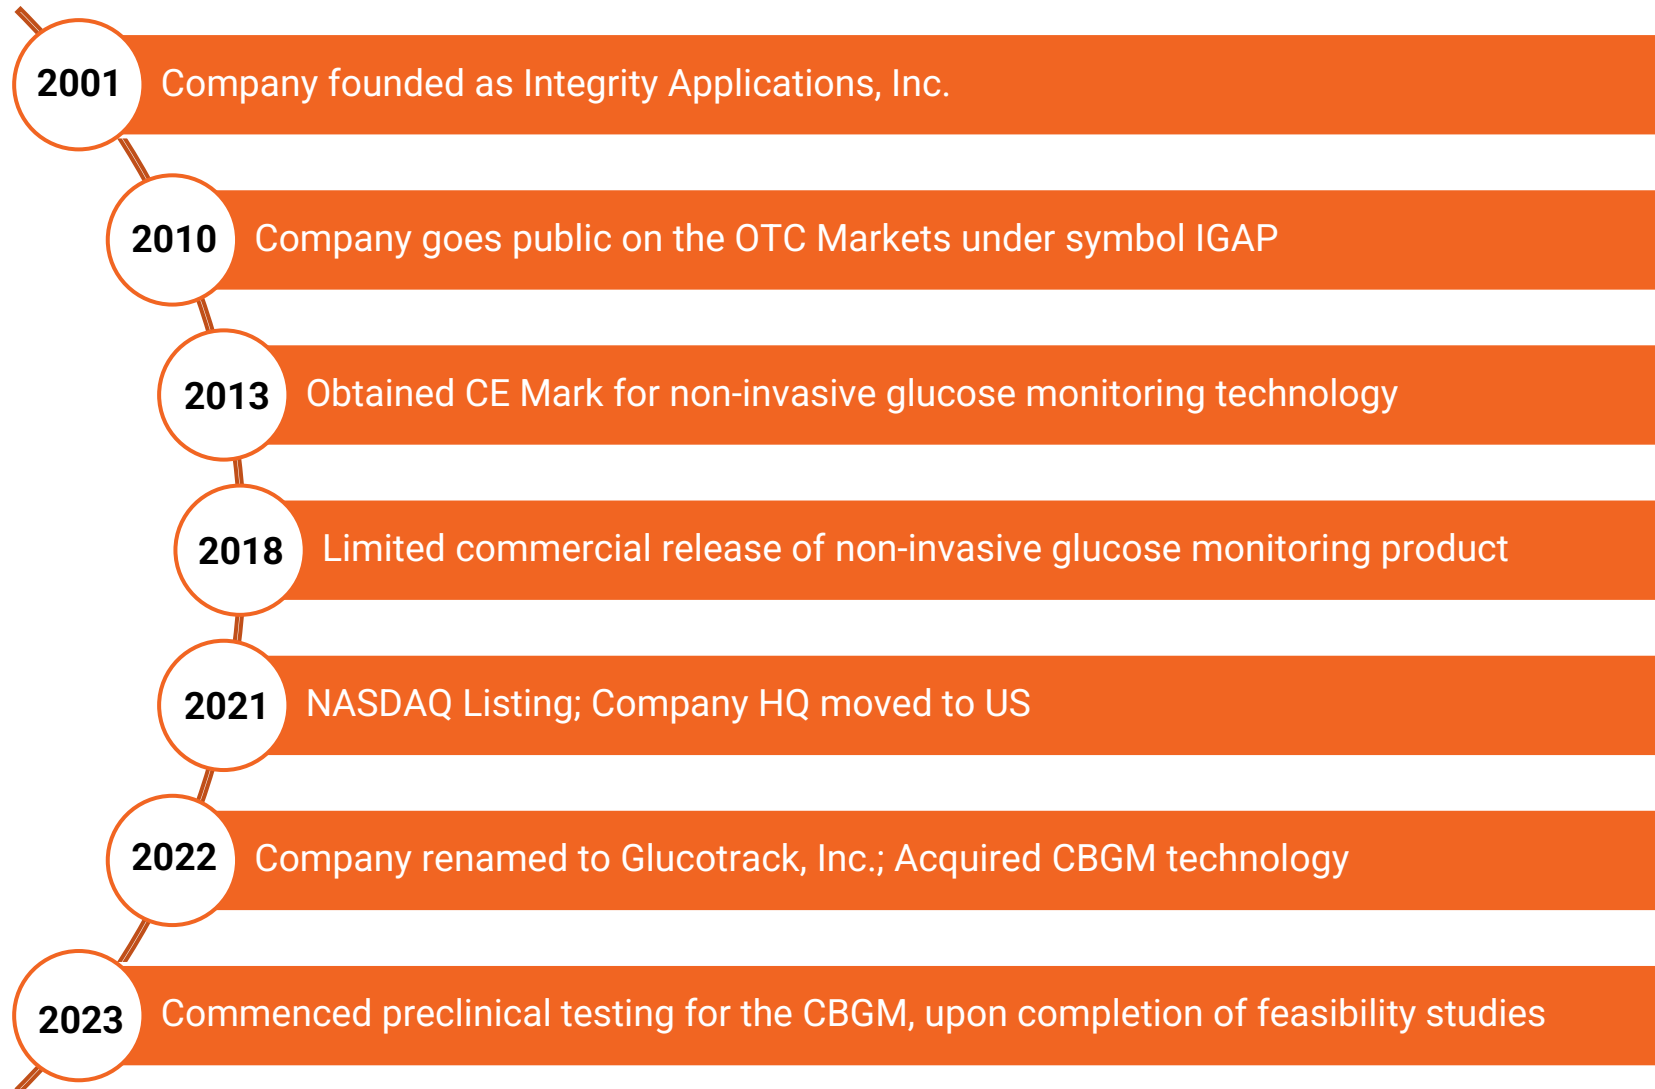 2001 Company founded as Integrity Applications, Inc.
2010 Company goes public on the OTC Markets under symbol IGAP
2013 Obtained CE Mark for non-invasive glucose monitoring technology
2018 Limited commercial release of non-invasive glucose monitoring product
2021 NASDAQ Listing; Company HQ moved to US
2022 Company renamed to Glucotrack, Inc.; Acquired CBGM technology
2023 Commenced preclinical testing for the CBGM, upon completion of feasibility studies